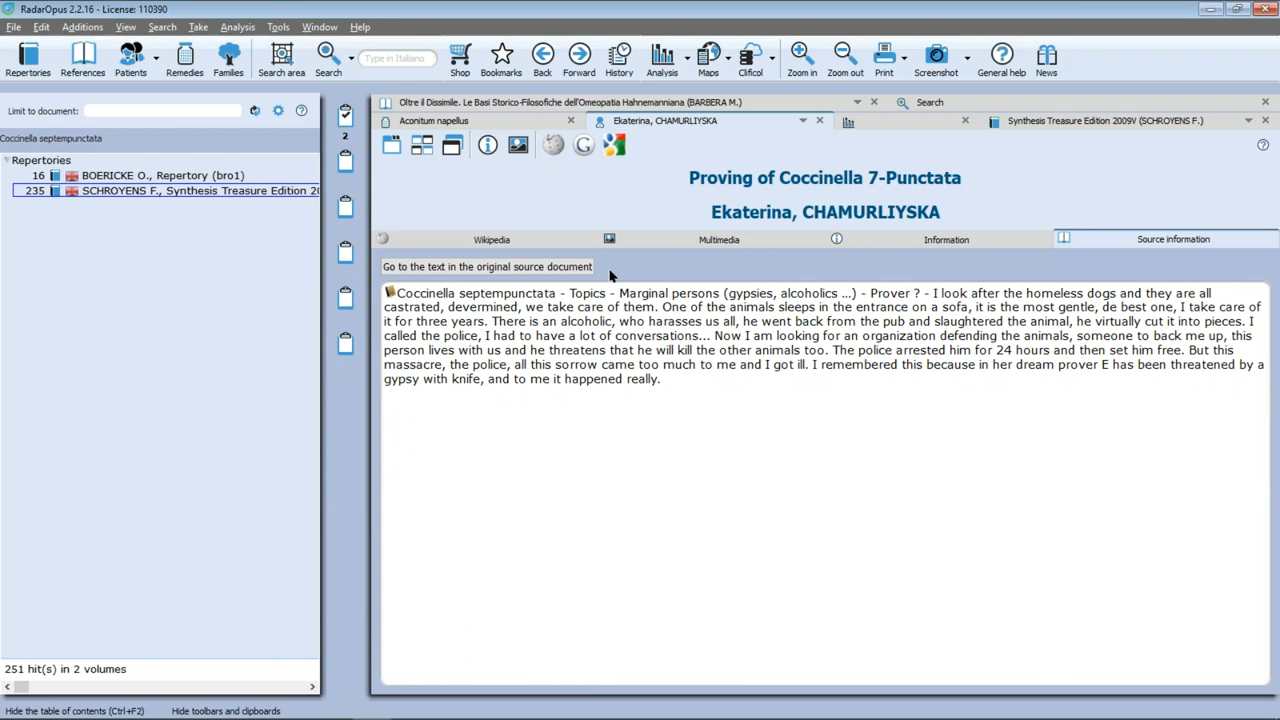 RadarOpus 2.2.16 - License: 110390
File Edit Additions View Search Take Analysis Tools Window Help
Repertories References Patients Remedies Families Search area Search Type in Italiano Shop Bookmarks Back Forward History Analysis Maps Clificol Zoom in Zoom out Print Screenshot General help News
Limit to document:
Coccinella septempunctata
Repertories
16 BOERICKE O., Repertory (bro1)
235 SCHROYENS F., Synthesis Treasure Edition 20
251 hit(s) in 2 volumes
Hide the table of contents (Ctrl+F2) Hide toolbars and clipboards
2
Oltre il Dissimile. Le Basi Storico-Filosofiche dell'Omeopatia Hahnemanniana (BARBERA M.) Search
Aconitum napellus Ekaterina, CHAMURLIYSKA Synthesis Treasure Edition 2009V (SCHROYENS F.)
Proving of Coccinella 7-Punctata
Ekaterina, CHAMURLIYSKA
Wikipedia Multimedia Information Source information
Go to the text in the original source document
Coccinella septempunctata - Topics - Marginal persons (gypsies, alcoholics ...) - Prover ? - I look after the homeless dogs and they are all
castrated, devermined, we take care of them. One of the animals sleeps in the entrance on a sofa, it is the most gentle, de best one, I take care of
it for three years. There is an alcoholic, who harasses us all, he went back from the pub and slaughtered the animal, he virtually cut it into pieces. I
called the police, I had to have a lot of conversations... Now I am looking for an organization defending the animals, someone to back me up, this
person lives with us and he threatens that he will kill the other animals too. The police arrested him for 24 hours and then set him free. But this
massacre, the police, all this sorrow came too much to me and I got ill. I remembered this because in her dream prover E has been threatened by a
gypsy with knife, and to me it happened really.